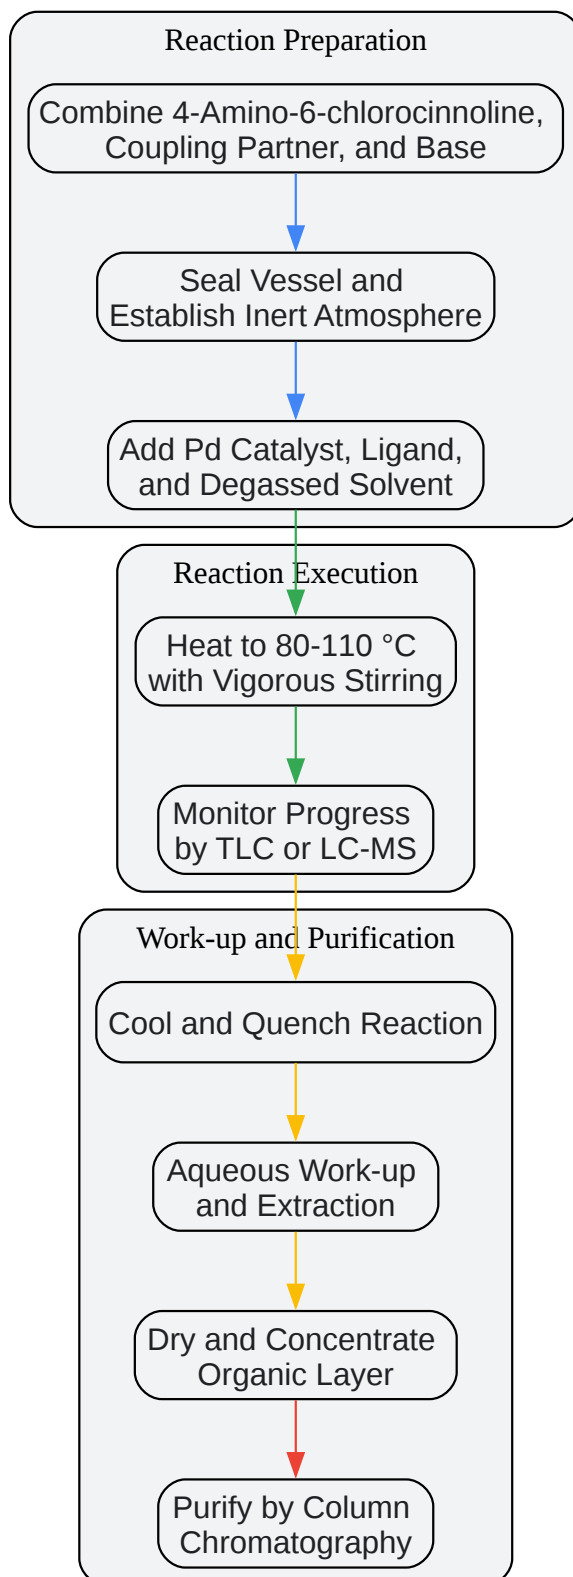 Reaction Preparation
Combine 4-Amino-6-chlorocinnoline,
Coupling Partner, and Base
Seal Vessel and
Establish Inert Atmosphere
Add Pd Catalyst, Ligand,
and Degassed Solvent
Reaction Execution
Heat to 80-110 °C
with Vigorous Stirring
Monitor Progress
by TLC or LC-MS
Work-up and Purification
Cool and Quench Reaction
Aqueous Work-up
and Extraction
Dry and Concentrate
Organic Layer
Purify by Column
Chromatography